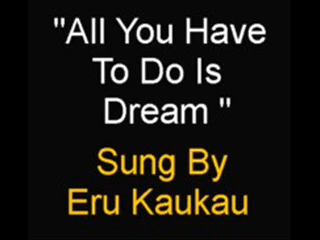 "All You Have
To Do Is
Dream "
Sung By
Eru Kaukau